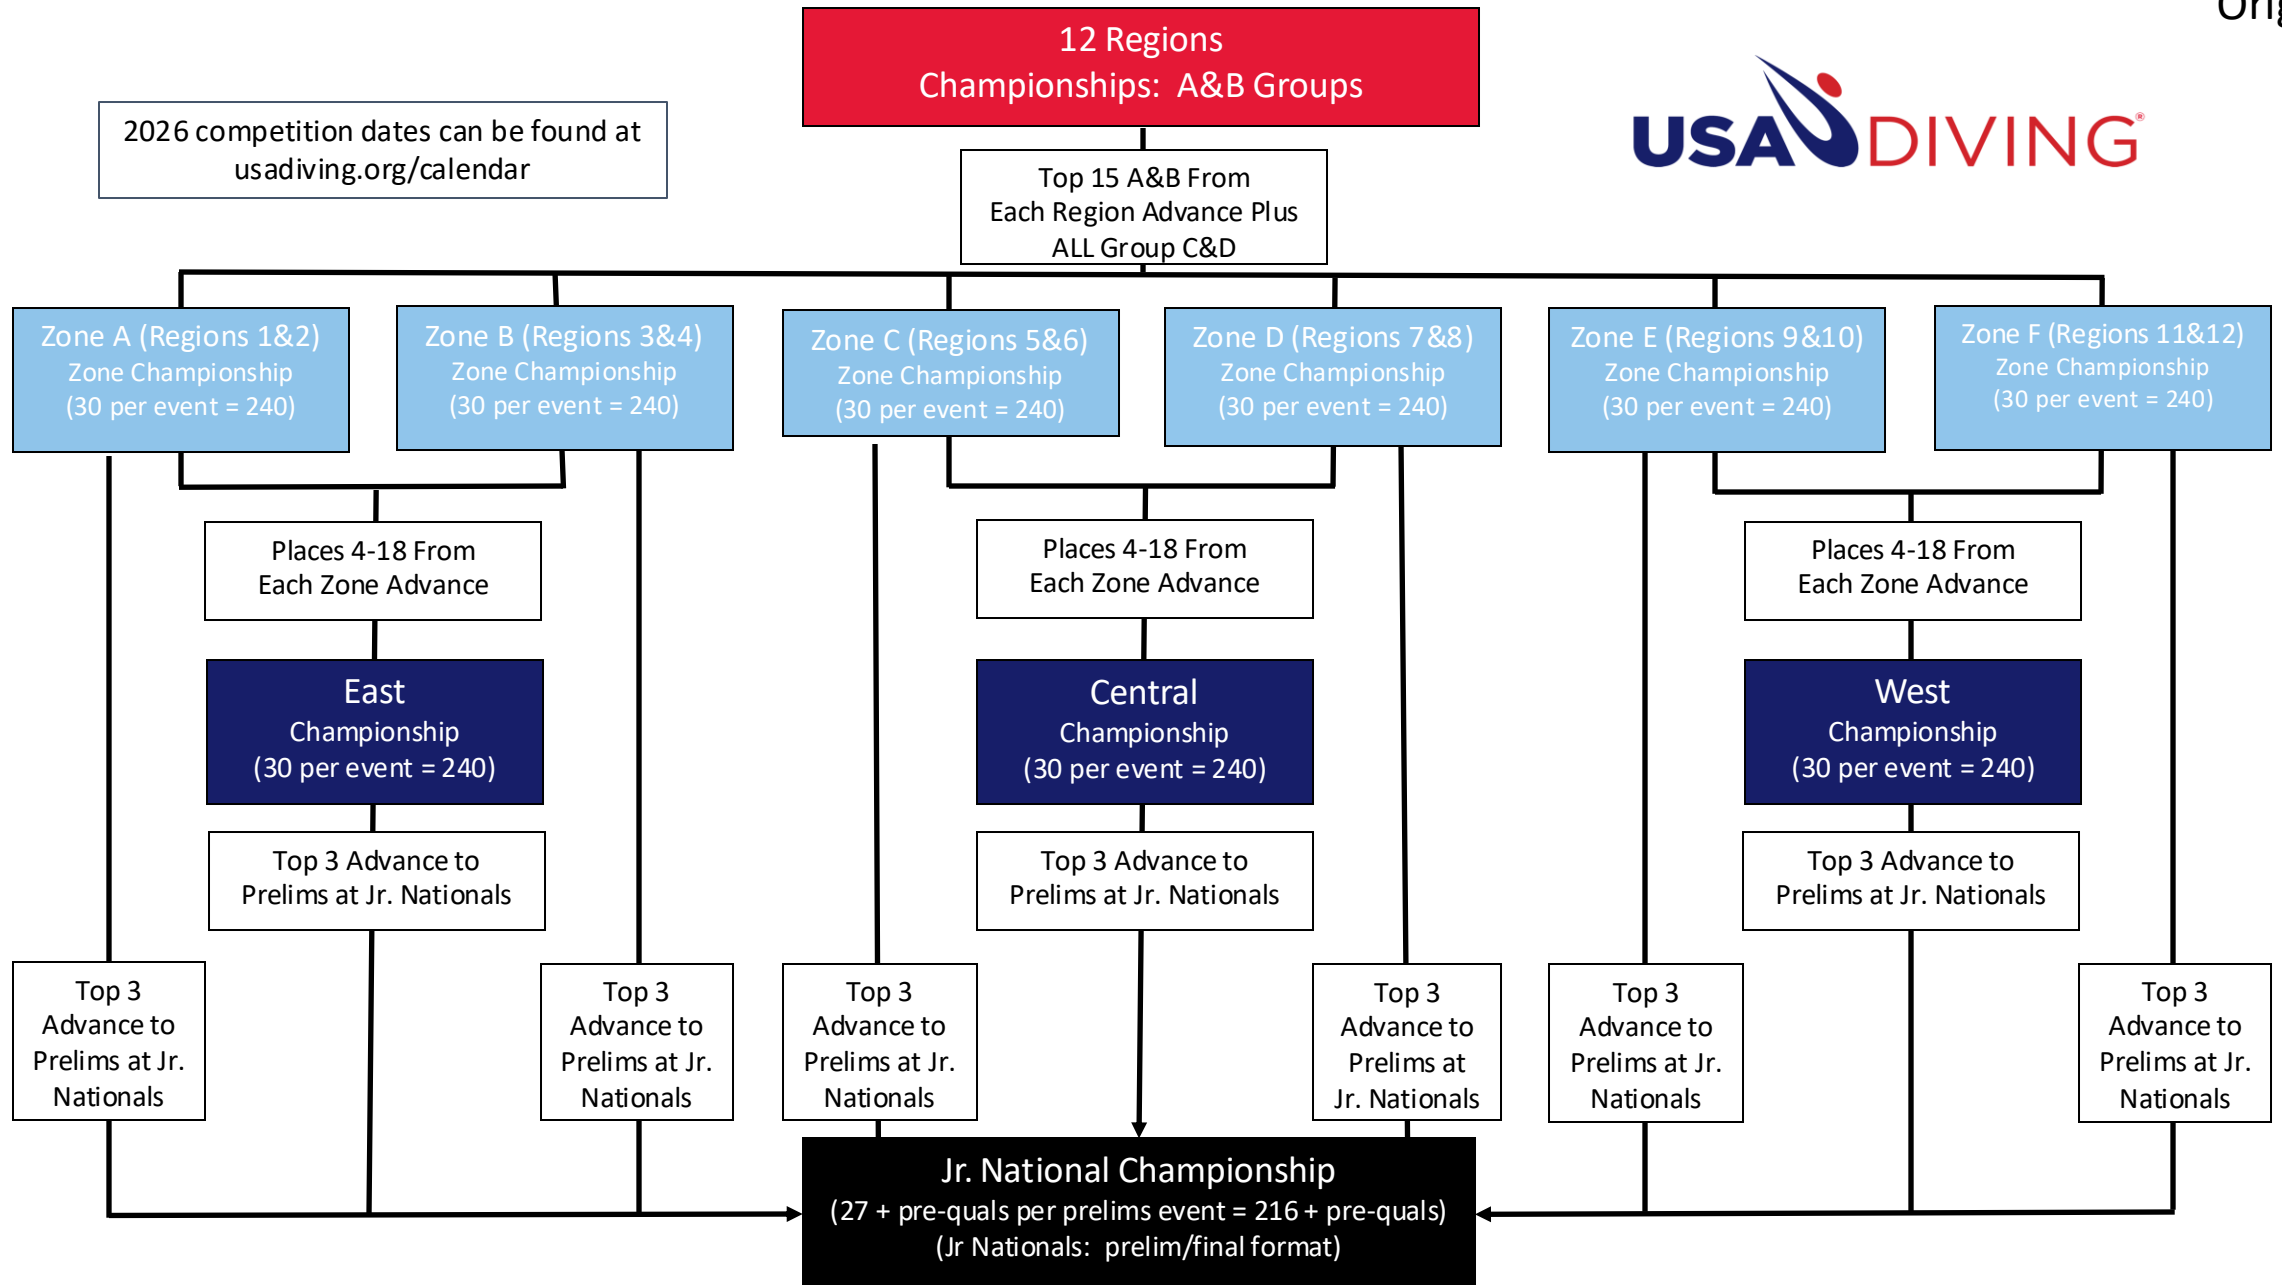 12 Regions
Championships: A&B Groups
2026 competition dates can be found at
usadiving.org/calendar
USA DIVING®
Top 15 A&B From
Each Region Advance Plus
ALL Group C&D
Zone A (Regions 1&2)
Zone Championship
(30 per event = 240)
Zone B (Regions 3&4)
Zone Championship
(30 per event = 240)
Zone C (Regions 5&6)
Zone Championship
(30 per event = 240)
Zone D (Regions 7&8)
Zone Championship
(30 per event = 240)
Zone E (Regions 9&10)
Zone Championship
(30 per event = 240)
Zone F (Regions 11&12)
Zone Championship
(30 per event = 240)
Places 4-18 From
Each Zone Advance
Places 4-18 From
Each Zone Advance
Places 4-18 From
Each Zone Advance
East
Championship
(30 per event = 240)
Central
Championship
(30 per event = 240)
West
Championship
(30 per event = 240)
Top 3 Advance to
Prelims at Jr. Nationals
Top 3 Advance to
Prelims at Jr. Nationals
Top 3 Advance to
Prelims at Jr. Nationals
Top 3
Advance to
Prelims at Jr.
Nationals
Top 3
Advance to
Prelims at Jr.
Nationals
Top 3
Advance to
Prelims at Jr.
Nationals
Top 3
Advance to
Prelims at
Jr. Nationals
Top 3
Advance to
Prelims at Jr.
Nationals
Top 3
Advance to
Prelims at Jr.
Nationals
Jr. National Championship
(27 + pre-quals per prelims event = 216 + pre-quals)
(Jr Nationals: prelim/final format)